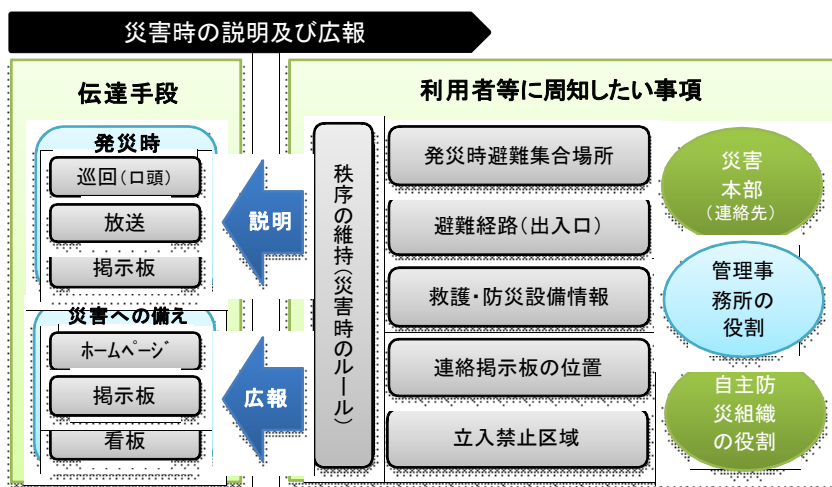 災害時の説明及び広報
伝達手段
発災時
巡回(口頭)
放送
掲示板
災害への備え
ホームページ
掲示板
看板
説明
広報
利用者等に周知したい事項
秩序の維持(災害時のルール)
発災時避難集合場所
避難経路(出入口)
救護・防災設備情報
連絡掲示板の位置
立入禁止区域
災害
本部
(連絡先)
管理事
務所の
役割
自主防
災組織
の役割